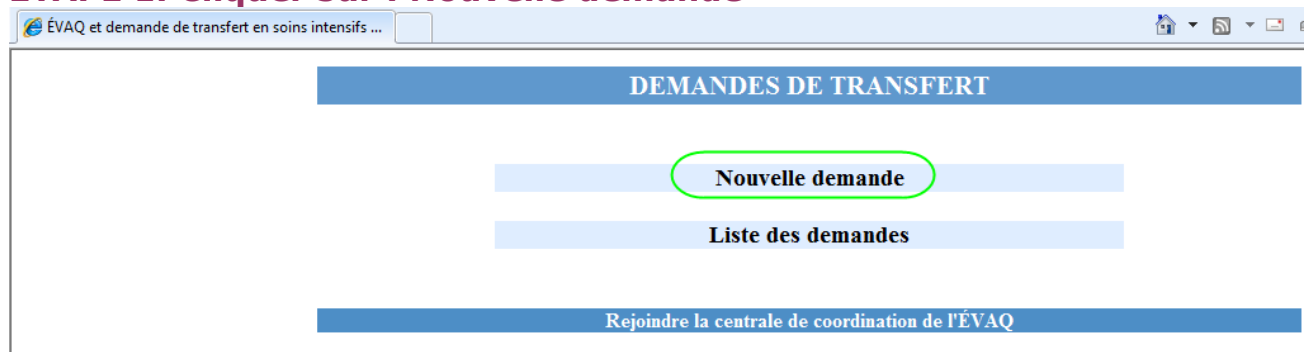 ÉVAQ et demande de transfert en soins intensifs ...
DEMANDES DE TRANSFERT
Nouvelle demande
Liste des demandes
Rejoindre la centrale de coordination de l'ÉVAQ